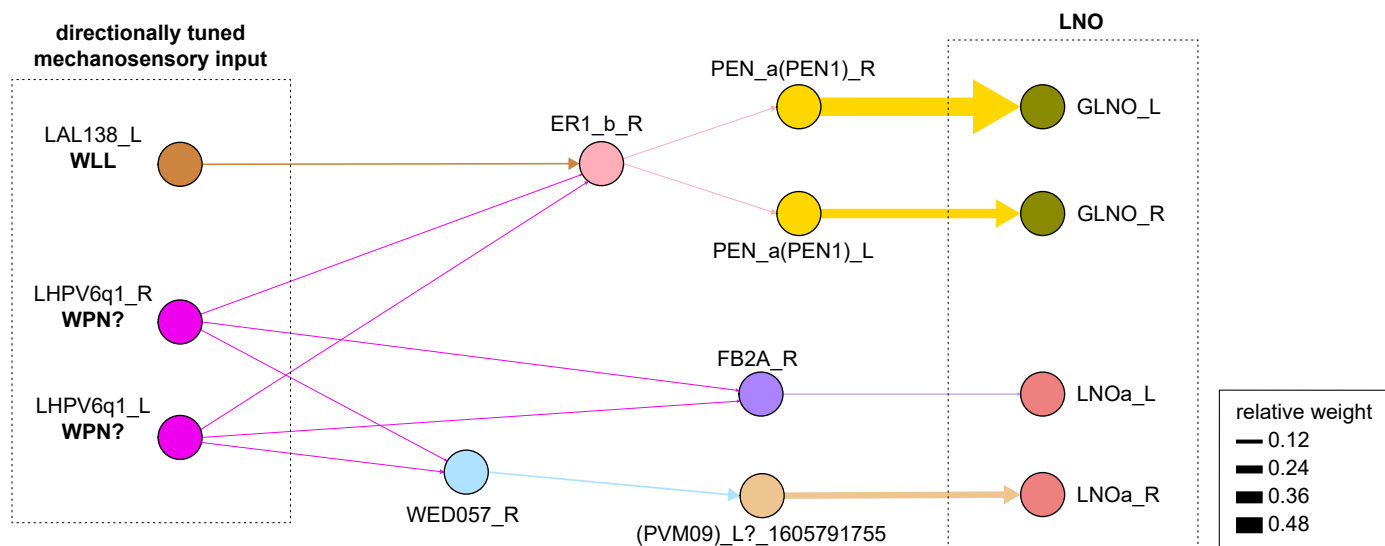 directionally tuned
mechanosensory input
LNO
LAL138_L
WLL
ER1_b_R
PEN_a(PEN1)_R
GLNO_L
GLNO_R
PEN_a(PEN1)_L
LHPV6q1_R
WPN?
FB2A_R
LNOa_L
LHPV6q1_L
WPN?
WED057_R
(PVM09)_L?_1605791755
LNOa_R
relative weight
0.12
0.24
0.36
0.48